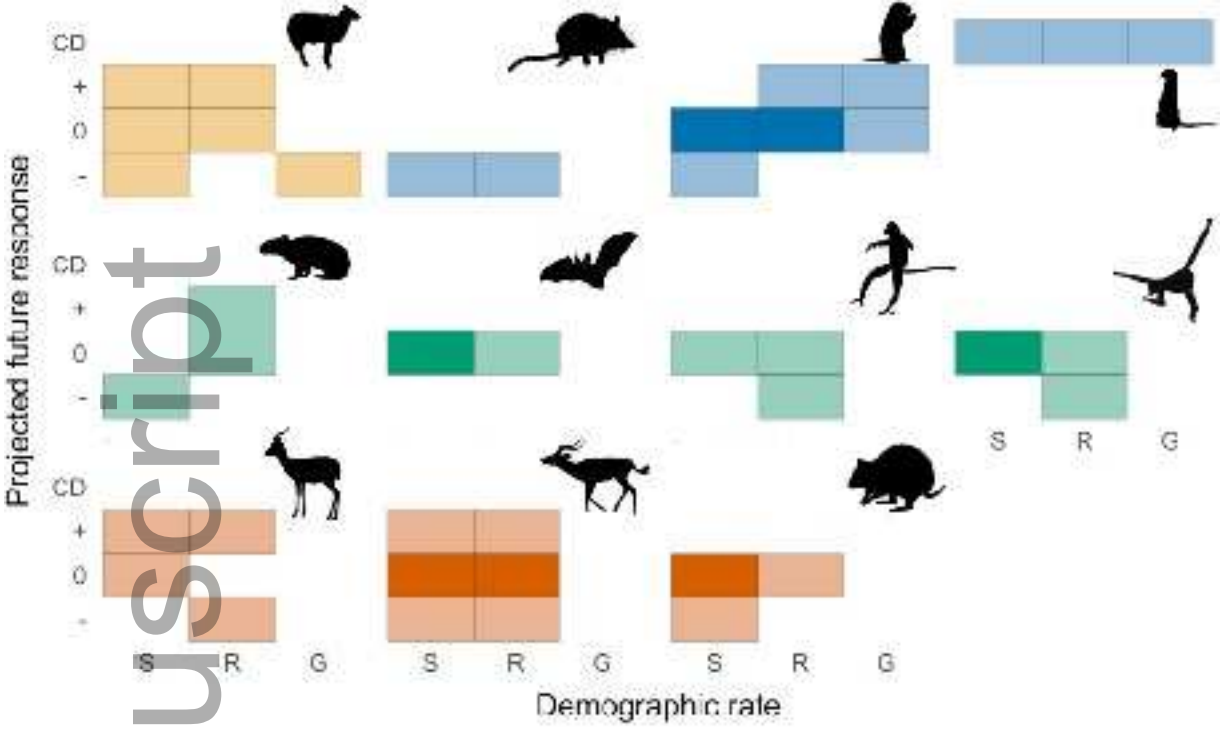 CD
+
0
-
CD
+
0
-
S R G
CD
+
0
-
S R G S R G S R G
Projected future response
Demographic rate
uscript